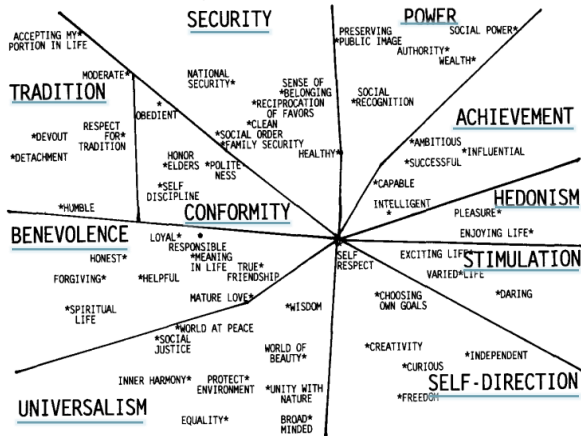 SECURITY
POWER
ACCEPTING MY*
PORTION IN LIFE
PRESERVING
*PUBLIC IMAGE
SOCIAL POWER*
AUTHORITY*
WEALTH*
MODERATE*
NATIONAL
SECURITY*
SENSE OF
*BELONGING
SOCIAL
RECOGNITION
TRADITION
*RECIPROCATION
OF FAVORS
*
OBEDIENT
*CLEAN
*SOCIAL ORDER
*FAMILY SECURITY
ACHIEVEMENT
*DEVOUT
*DETACHMENT
RESPECT
FOR*
TRADITION
HONOR
*ELDERS
*POLITE-
NESS
HEALTHY*
*AMBITIOUS
*INFLUENTIAL
*SUCCESSFUL
*SELF
DISCIPLINE
*CAPABLE
INTELLIGENT
*
HEDONISM
*HUMBLE
CONFORMITY
PLEASURE*
ENJOYING LIFE*
BENEVOLENCE
LOYAL*
RESPONSIBLE
*MEANING
IN LIFE
HONEST*
TRUE*
FRIENDSHIP
SELF
RESPECT
EXCITING LIFE*
STIMULATION
VARIED*LIFE
FORGIVING*
*HELPFUL
MATURE LOVE*
*DARING
*SPIRITUAL
LIFE
*WISDOM
*CHOOSING
OWN GOALS
*WORLD AT PEACE
*SOCIAL
JUSTICE
WORLD OF
BEAUTY*
*CREATIVITY
*CURIOUS
*INDEPENDENT
INNER HARMONY*
PROTECT*
ENVIRONMENT
*UNITY WITH
NATURE
*FREEDOM
SELF-DIRECTION
UNIVERSALISM
EQUALITY*
BROAD*
MINDED